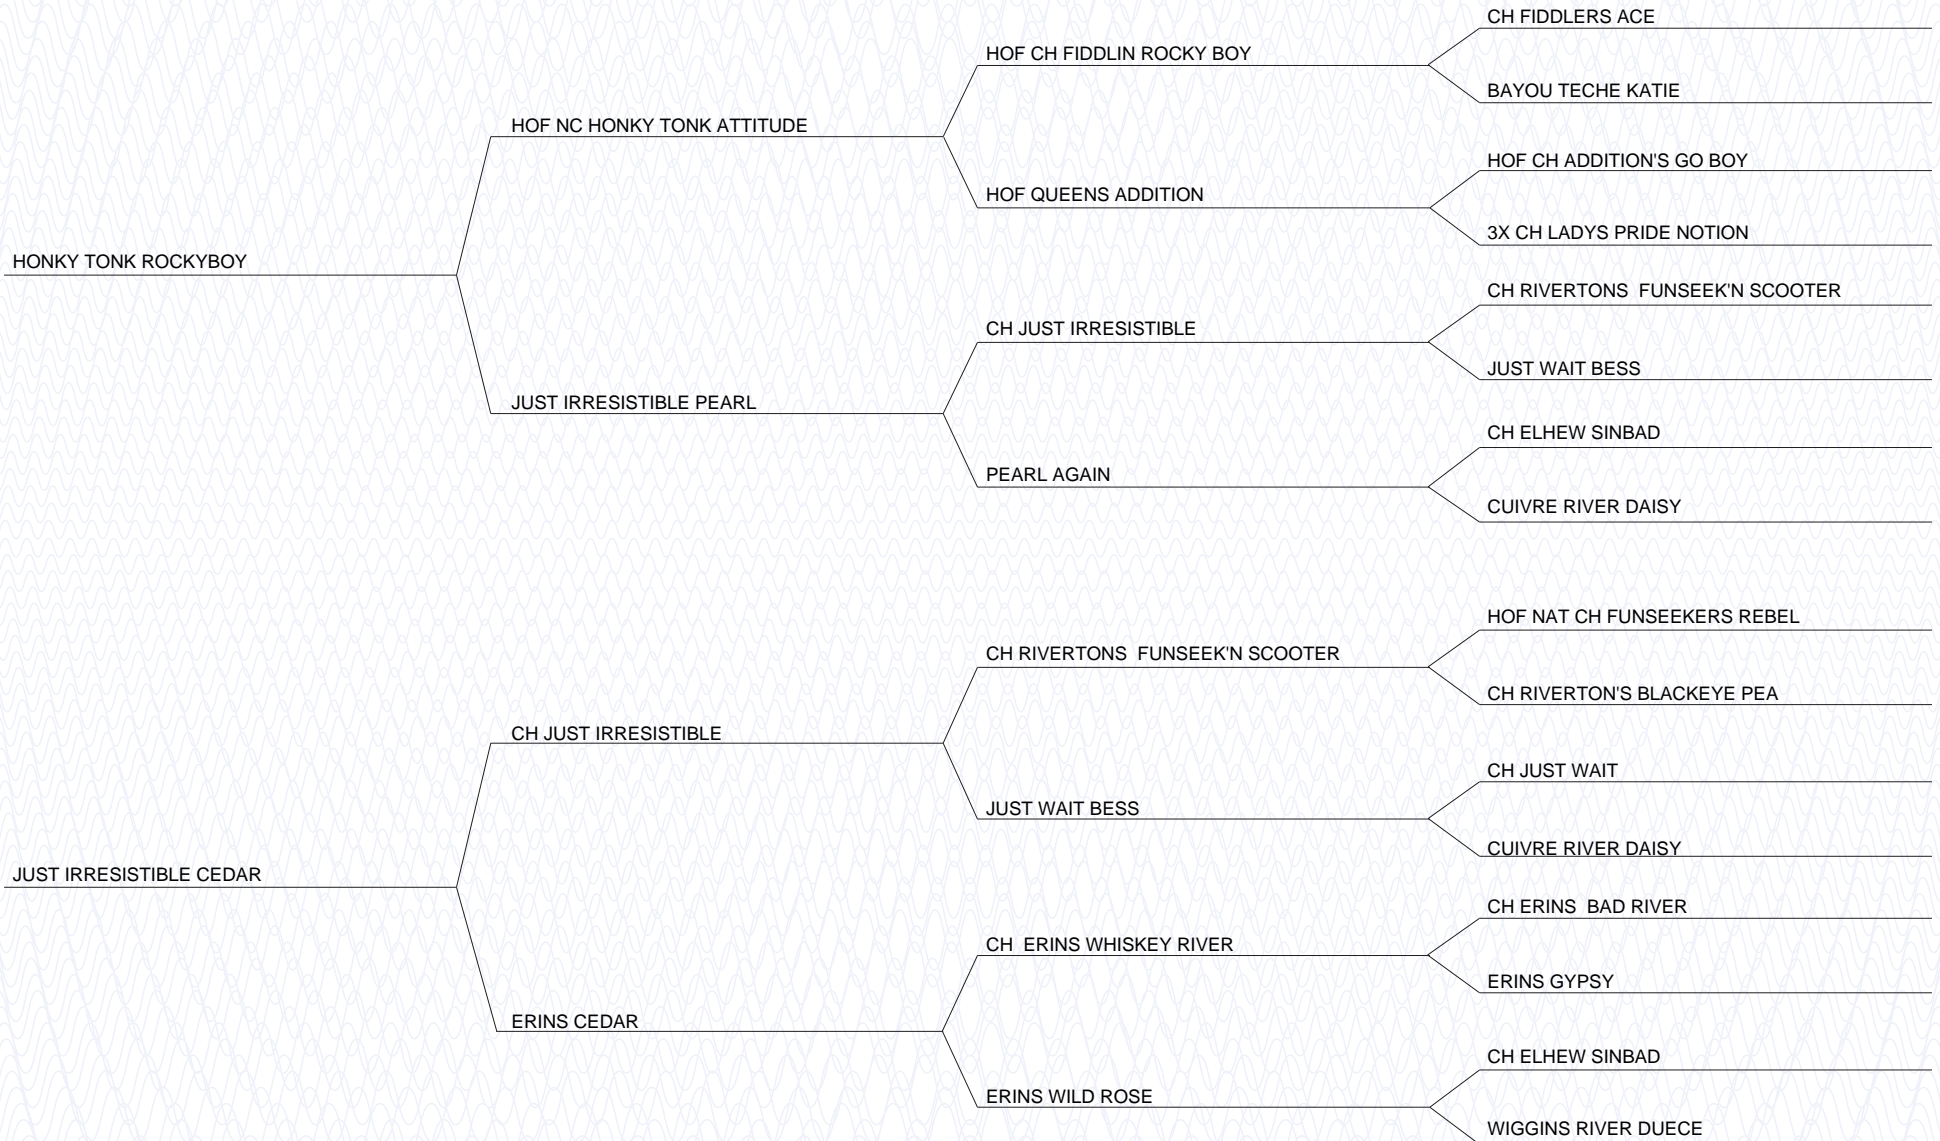 CH FIDDLERS ACE
HOF CH FIDDLIN ROCKY BOY
BAYOU TECHE KATIE
HOF NC HONKY TONK ATTITUDE
HOF CH ADDITION'S GO BOY
HOF QUEENS ADDITION
3X CH LADYS PRIDE NOTION
HONKY TONK ROCKYBOY
CH RIVERTONS  FUNSEEK'N SCOOTER
CH JUST IRRESISTIBLE
JUST WAIT BESS
JUST IRRESISTIBLE PEARL
CH ELHEW SINBAD
PEARL AGAIN
CUIVRE RIVER DAISY
HOF NAT CH FUNSEEKERS REBEL
CH RIVERTONS  FUNSEEK'N SCOOTER
CH RIVERTON'S BLACKEYE PEA
CH JUST IRRESISTIBLE
CH JUST WAIT
JUST WAIT BESS
CUIVRE RIVER DAISY
JUST IRRESISTIBLE CEDAR
CH ERINS  BAD RIVER
CH  ERINS WHISKEY RIVER
ERINS GYPSY
ERINS CEDAR
CH ELHEW SINBAD
ERINS WILD ROSE
WIGGINS RIVER DUECE